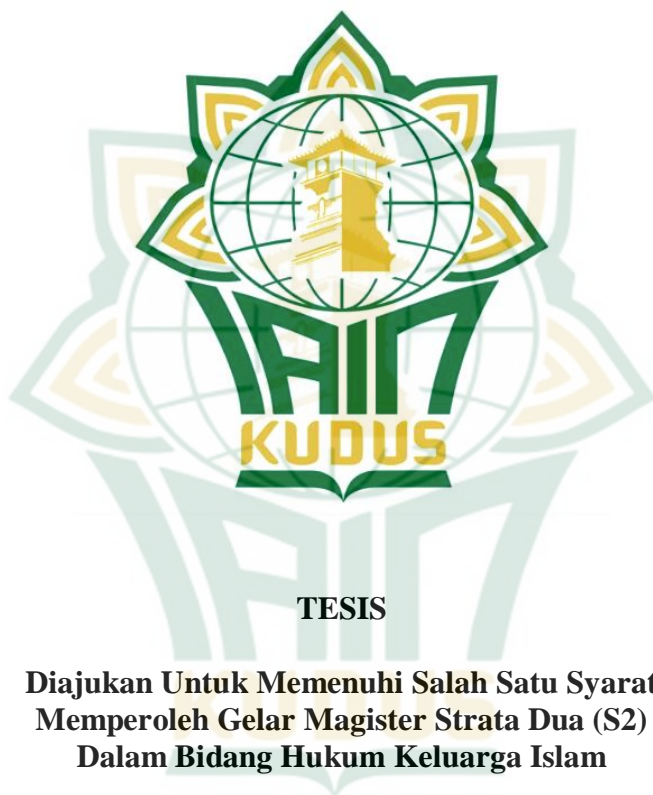 IAIN
KUDUS
TESIS
Diajukan Untuk Memenuhi Salah Satu Syarat
Memperoleh Gelar Magister Strata Dua (S2)
Dalam Bidang Hukum Keluarga Islam